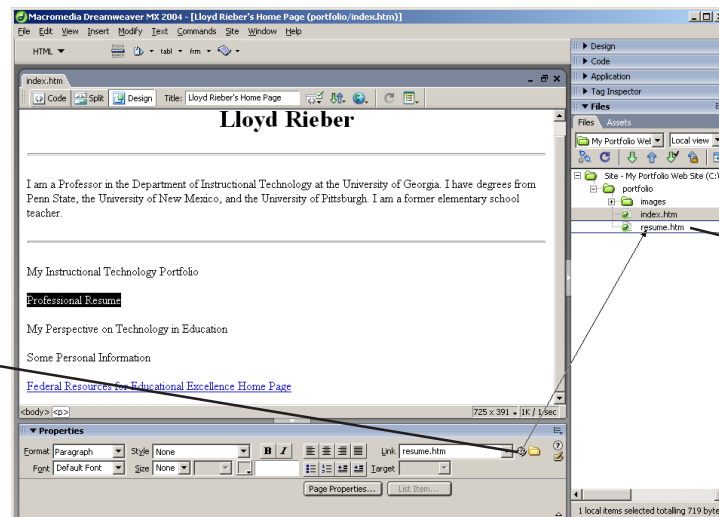 Macromedia Dreamweaver MX 2004 - [Lloyd Rieber's Home Page (portfolio/index.htm)]
File Edit View Insert Modify Text Commands Site Window Help
HTML tabl frm
Design
Code
Application
Tag Inspector
Files
Files Assets
My Portfolio Wel Local view
Site - My Portfolio Web Site (C:\
portfolio
images
index.htm
resume.htm
index.htm
Code Split Design Title: Lloyd Rieber's Home Page
Lloyd Rieber
I am a Professor in the Department of Instructional Technology at the University of Georgia. I have degrees from
Penn State, the University of New Mexico, and the University of Pittsburgh. I am a former elementary school
teacher.
My Instructional Technology Portfolio
Professional Resume
My Perspective on Technology in Education
Some Personal Information
Federal Resources for Educational Excellence Home Page
<body> <p> 725 x 391 1K / 1 sec
Properties
Format Paragraph Style None B I Link resume.htm
Font Default Font Size None Target
Page Properties... List Item...
1 local items selected totalling 719 byte